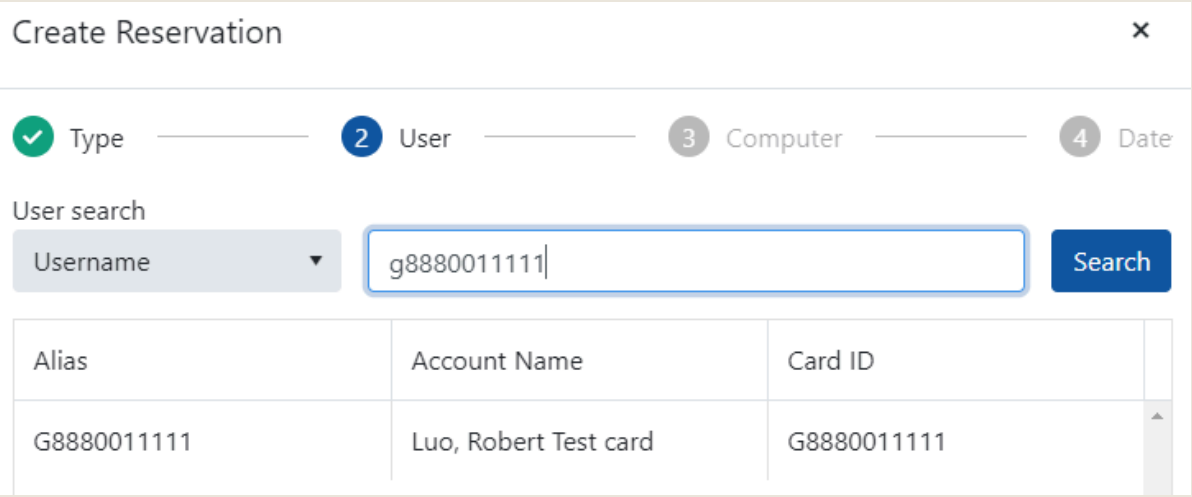 Create Reservation ×
Type 2 User 3 Computer 4 Date
User search
Username g8880011111 Search
Alias Account Name Card ID
G8880011111 Luo, Robert Test card G8880011111